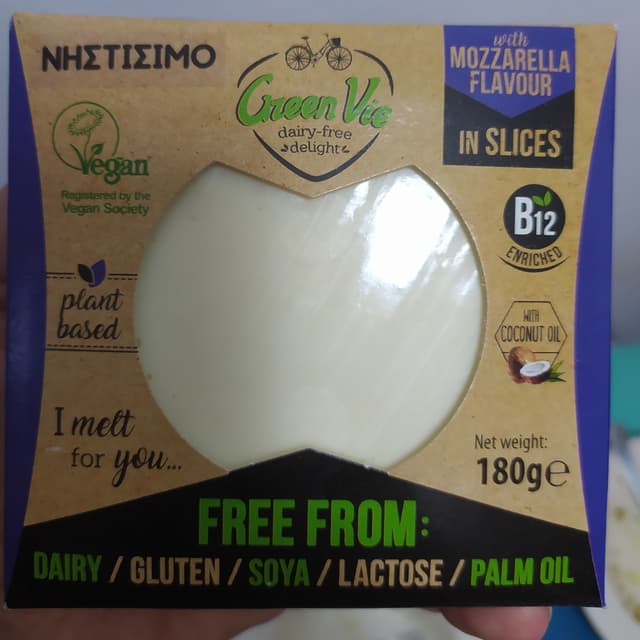 ΝΗΣΤΙΣΙΜΟ
Green Vie
dairy-free
delight
with
MOZZARELLA
FLAVOUR
IN SLICES
Vegan
Registered by the
Vegan Society
B12
ENRICHED
plant
based
WITH
COCONUT OIL
I melt
for you...
Net weight:
180g℮
FREE FROM:
DAIRY / GLUTEN / SOYA / LACTOSE / PALM OIL